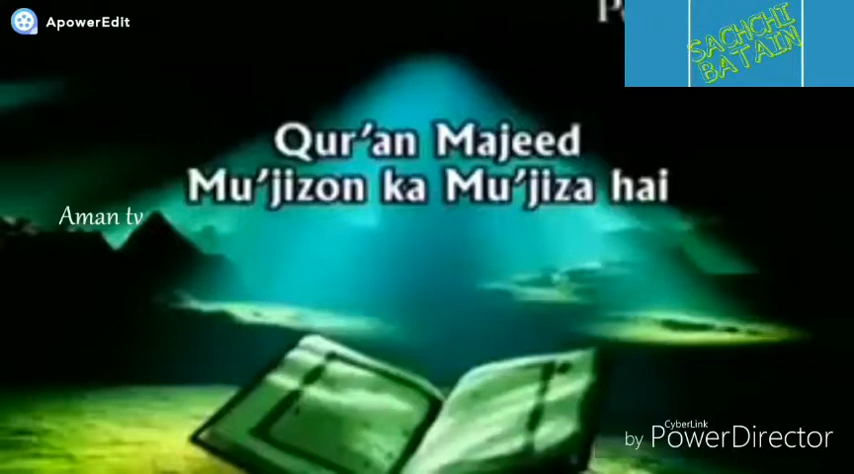 ApowerEdit
SACHCHI
BATAIN
Qur'an Majeed
Mu'jizon ka Mu'jiza hai
Aman tv
CyberLink
by PowerDirector